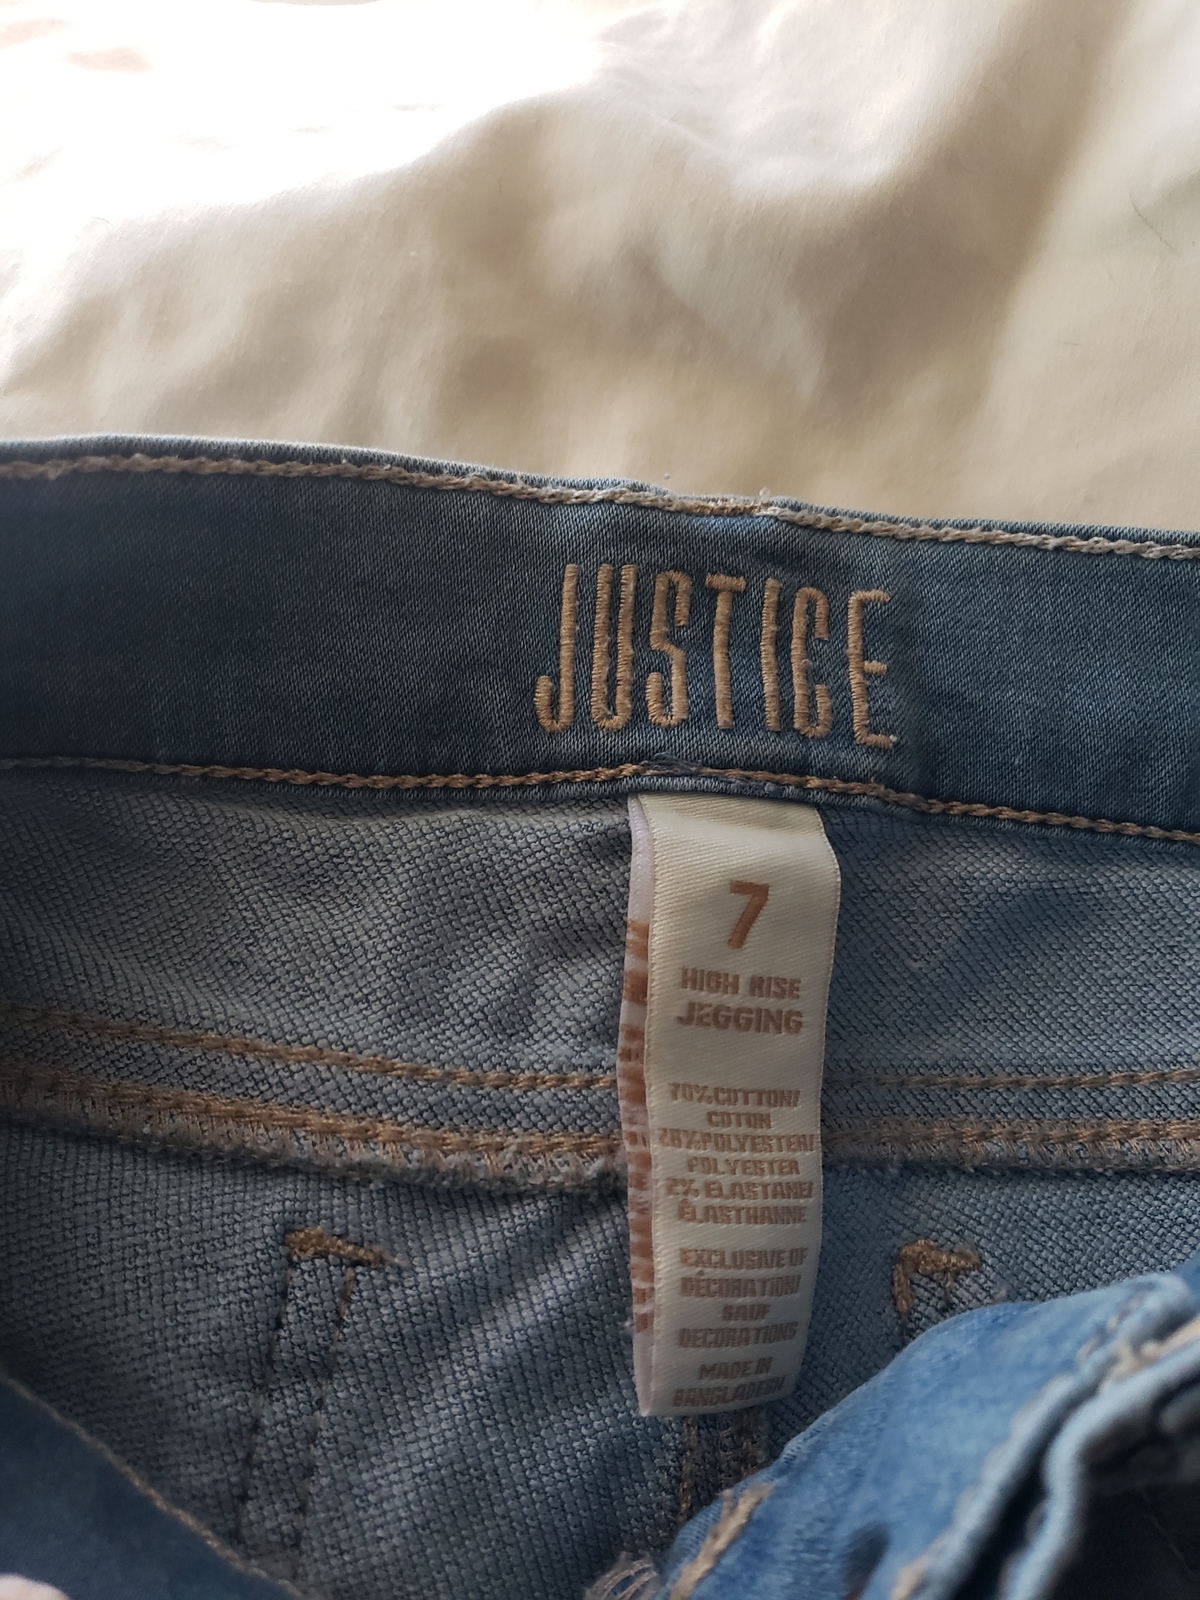 JUSTICE
7
HIGH RISE
JEGGING
70%COTTON/
COTON
28%POLYESTER/
POLYESTER
2% ELASTANE/
ÉLASTHANNE
EXCLUSIVE OF
DÉCORATION/
SAUF
DECORATIONS
MADE IN
BANGLADESH